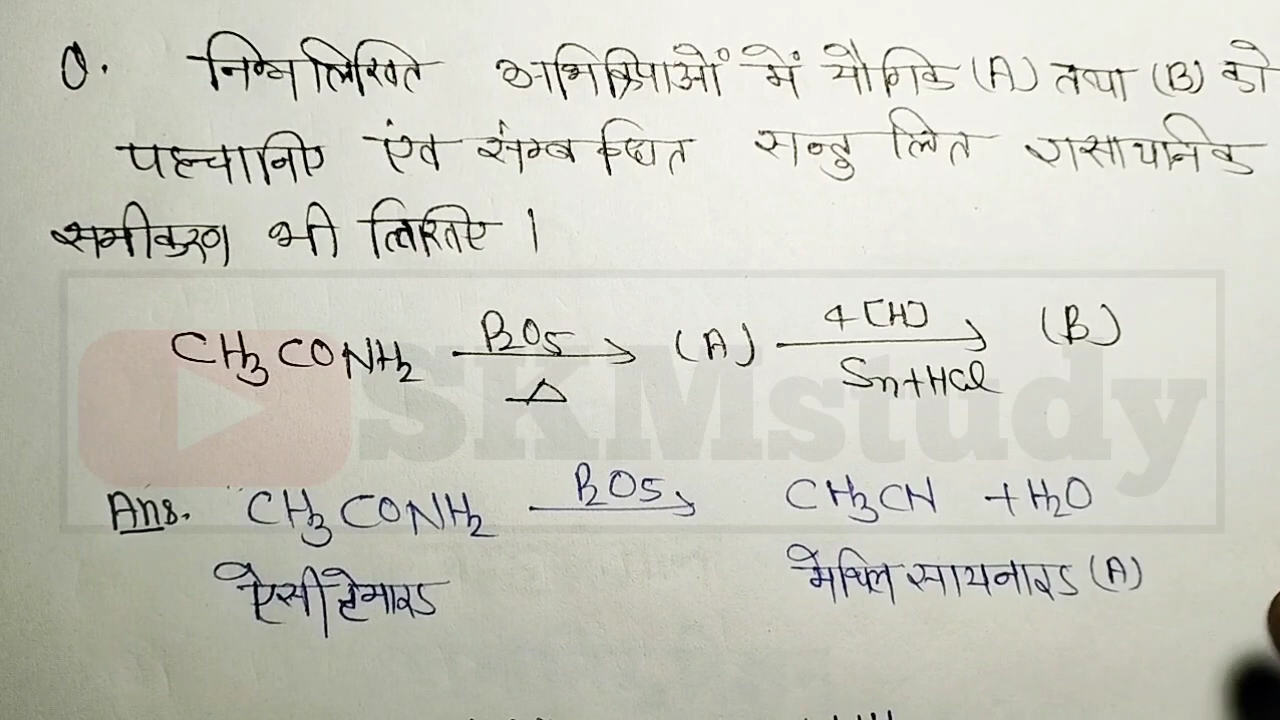 Q. निम्नलिखित अभिक्रियाओं में यौगिक (A) तथा (B) को
पहचानिए एंव संम्बन्धित सन्तुलित रासायनिक
समीकरण भी लिखिए ।
CH3CONH2 P2O5 △ (A) 4[H] Sn+HCl (B)
SKMstudy
Ans. CH3CONH2 P2O5 CH3CN + H2O
ऐसीटेमाइड मेथिल सायनाइड (A)